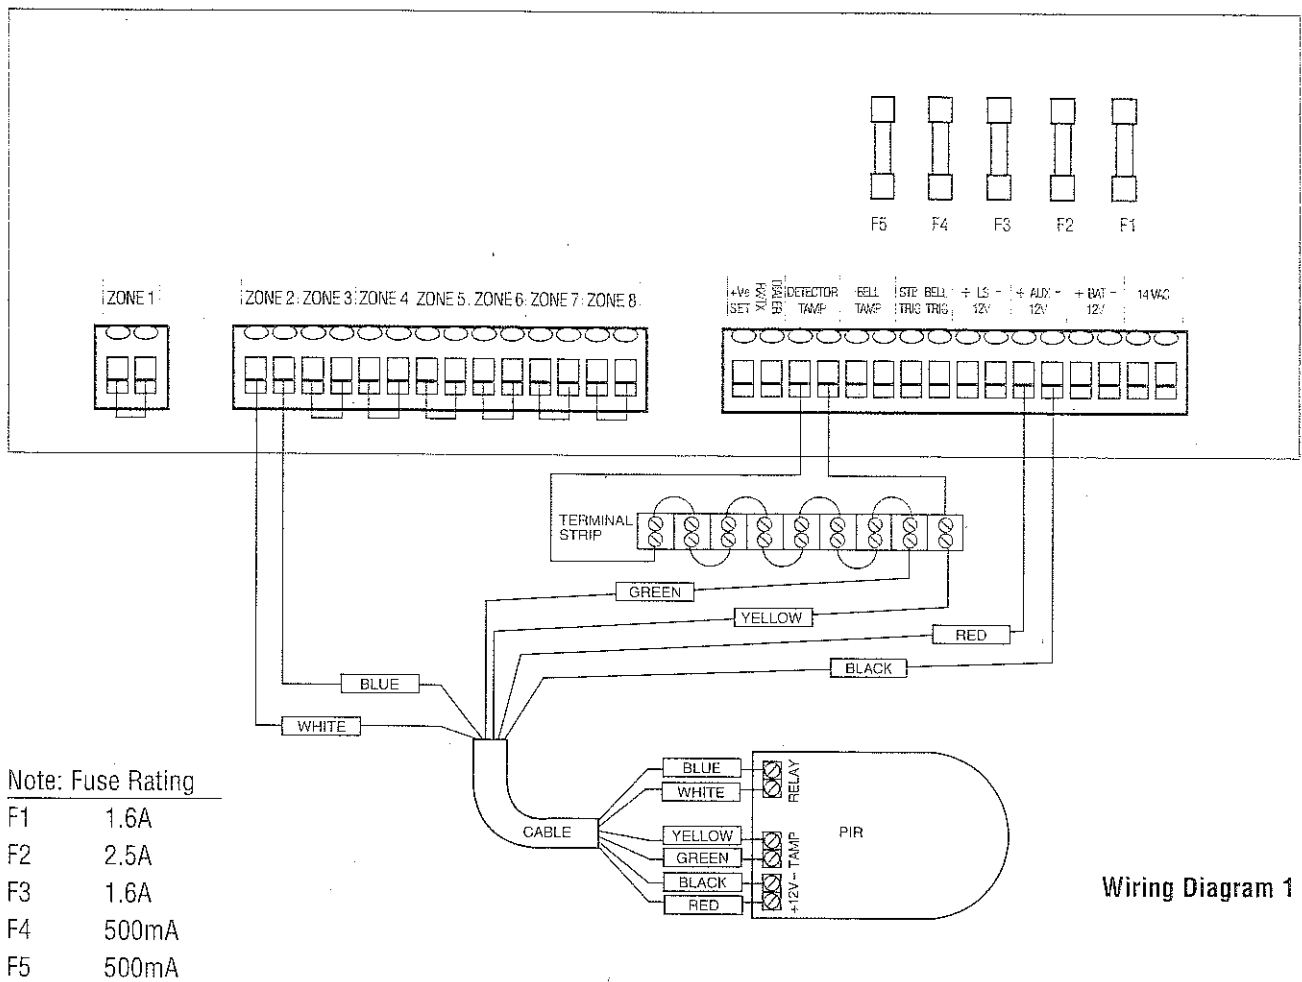 F5 F4 F3 F2 F1
ZONE 1 ZONE 2 ZONE 3 ZONE 4 ZONE 5 ZONE 6 ZONE 7 ZONE 8
+Ve SET
DIALER
DETECTOR TAMP
BELL TAMP
STB TRIG
BELL TRIG
+ LS - 12V
+ AUX - 12V
+ BAT - 12V
14 VAC
TERMINAL STRIP
GREEN
YELLOW
RED
BLACK
BLUE
WHITE
CABLE
BLUE
WHITE
YELLOW
GREEN
BLACK
RED
RELAY
TAMP
+12V -
PIR
Note: Fuse Rating
F1 1.6A
F2 2.5A
F3 1.6A
F4 500mA
F5 500mA
Wiring Diagram 1